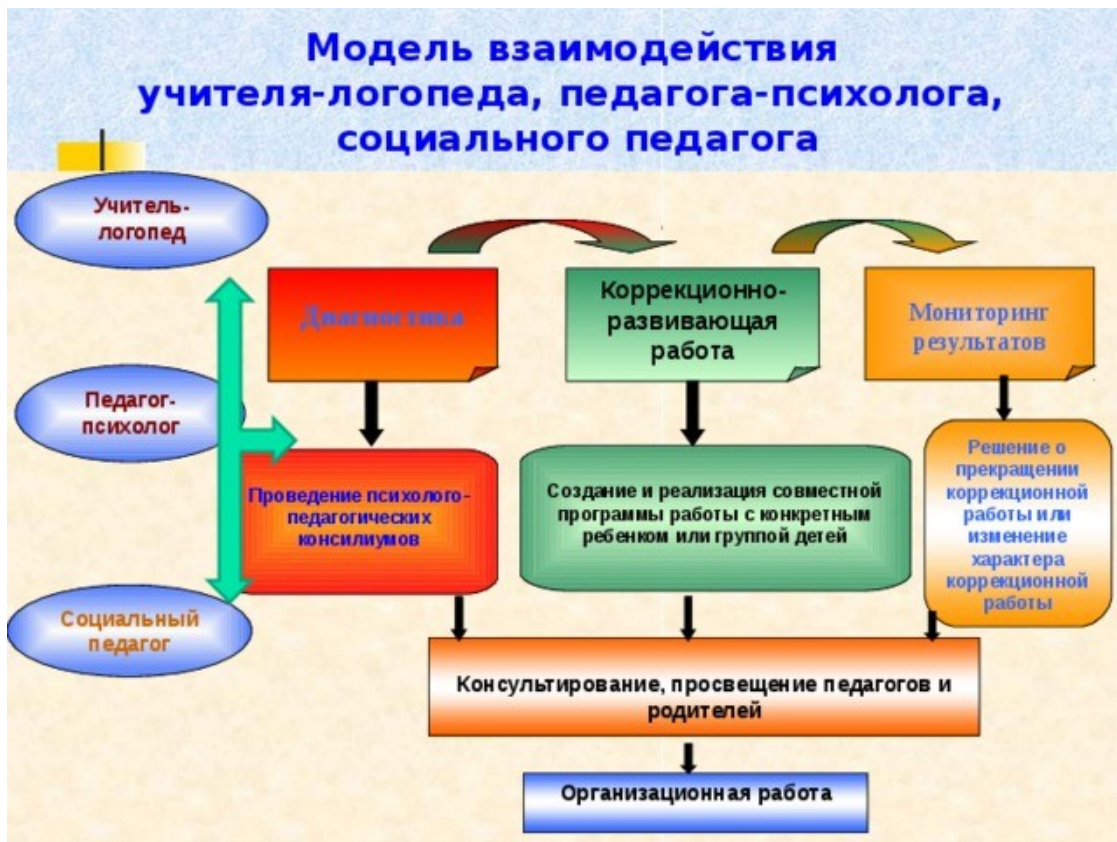 Модель взаимодействия
учителя-логопеда, педагога-психолога,
социального педагога
Учитель-
логопед
Педагог-
психолог
Социальный
педагог
Диагностика
Коррекционно-
развивающая
работа
Мониторинг
результатов
Проведение психолого-
педагогических
консилиумов
Создание и реализация совместной
программы работы с конкретным
ребенком или группой детей
Решение о
прекращении
коррекционной
работы или
изменение
характера
коррекционной
работы
Консультирование, просвещение педагогов и
родителей
Организационная работа